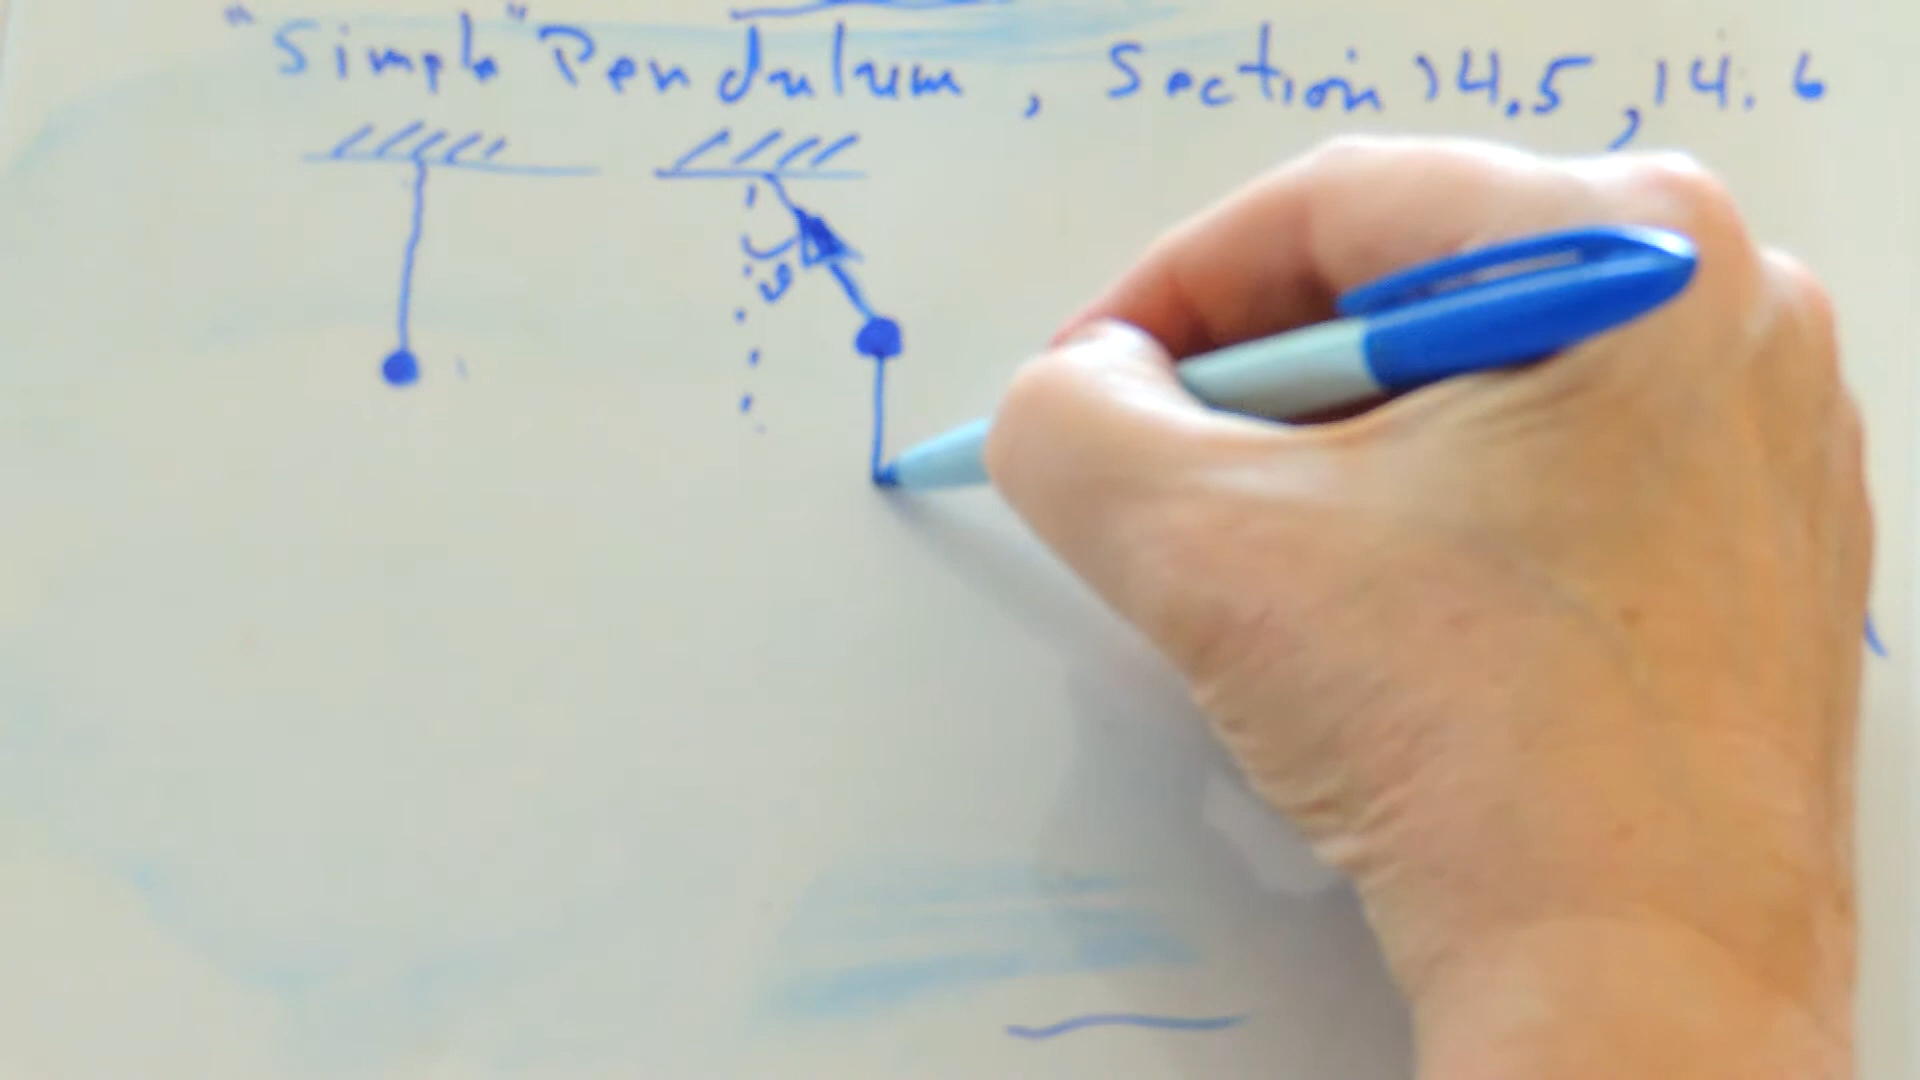 "Simple" Pendulum, Section 14.5, 14.6
θ